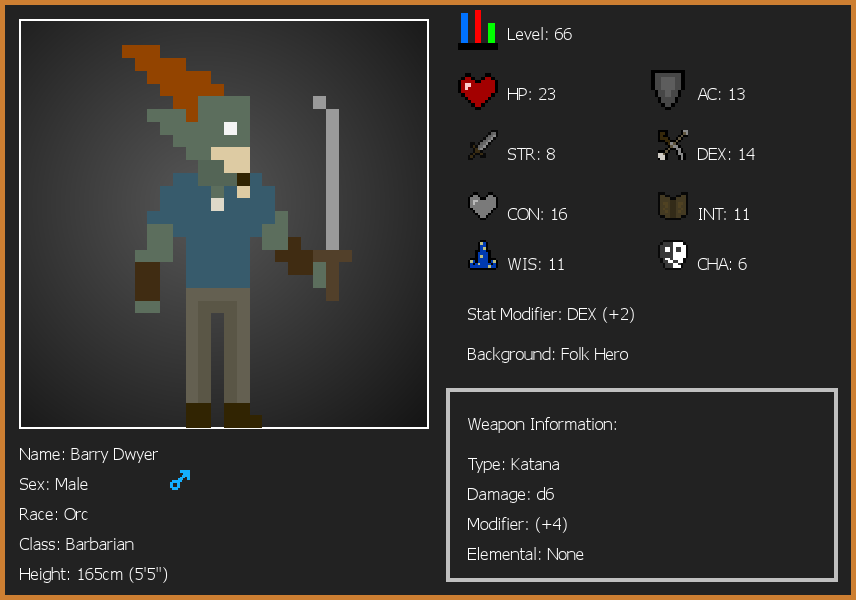 Level: 66
HP: 23
AC: 13
STR: 8
DEX: 14
CON: 16
INT: 11
WIS: 11
CHA: 6
Stat Modifier: DEX (+2)
Background: Folk Hero
Weapon Information:
Type: Katana
Damage: d6
Modifier: (+4)
Elemental: None
Name: Barry Dwyer
Sex: Male
Race: Orc
Class: Barbarian
Height: 165cm (5'5")